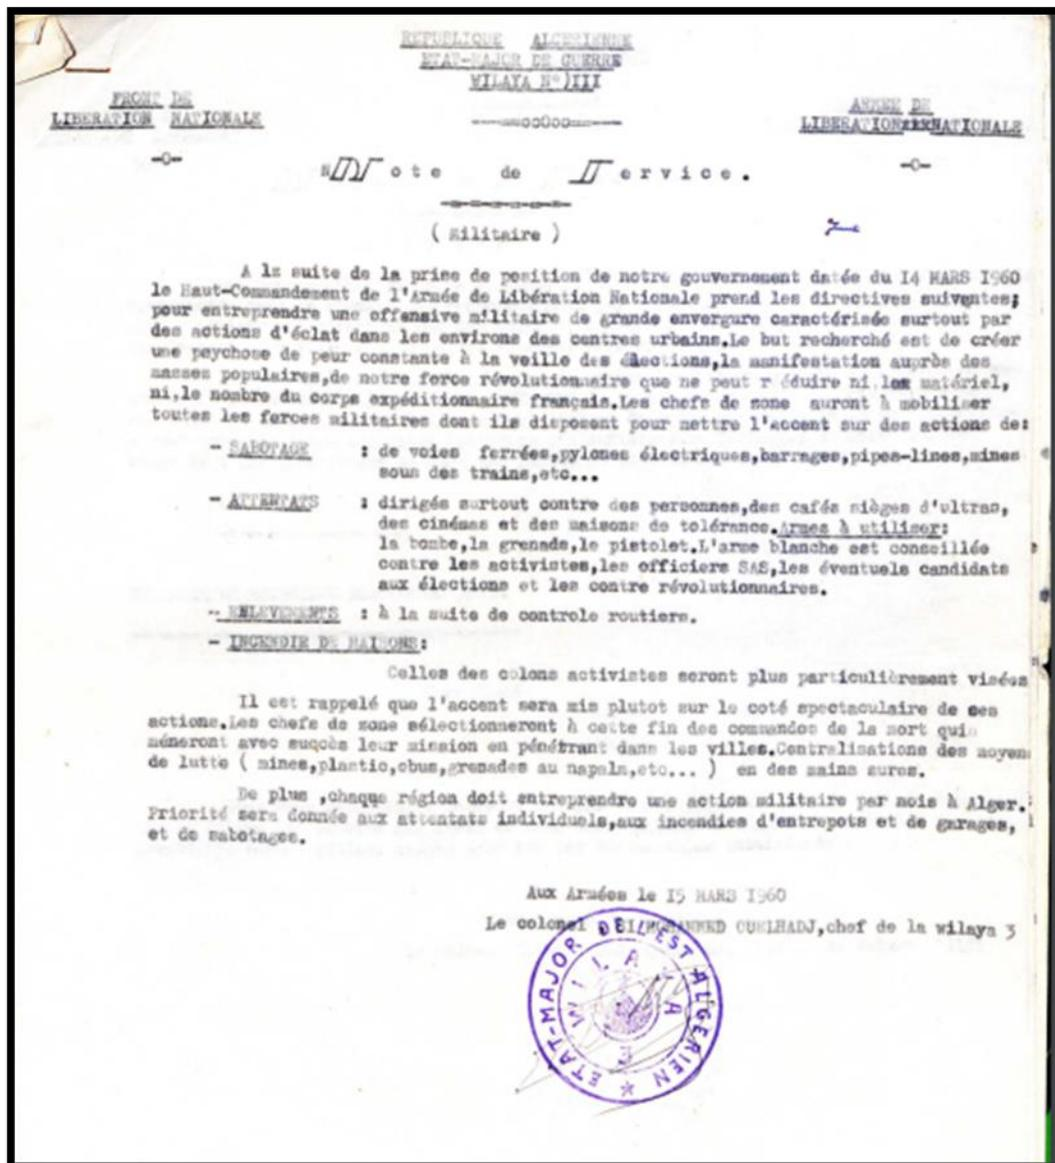 REPUBLIQUE ALGERIENNE
ETAT-MAJOR DE GUERRE
WILAYA N° III
FRONT DE
LIBERATION NATIONALE
ARMEE DE
LIBERATION NATIONALE
---ooOoo---
-O-
-O-
Note de Service.
( Militaire )
A la suite de la prise de position de notre gouvernement datée du 14 MARS 1960
le Haut-Commandement de l'Armée de Libération Nationale prend les directives suivantes;
pour entreprendre une offensive militaire de grande envergure caractérisée surtout par
des actions d'éclat dans les environs des centres urbains.Le but recherché est de créer
une psychose de peur constante à la veille des élections,la manifestation auprès des
masses populaires,de notre force révolutionnaire que ne peut r éduire ni les matériel,
ni,le nombre du corps expéditionnaire français.Les chefs de zone auront à mobiliser
toutes les forces militaires dont ils disposent pour mettre l'accent sur des actions de:
- SABOTAGE : de voies ferrées,pylones électriques,barrages,pipes-lines,mines
sous des trains,etc...
- ATTENTATS : dirigés surtout contre des personnes,des cafés sièges d'ultras,
des cinémas et des maisons de tolérance.Armes à utiliser:
la bombe,la grenade,le pistolet.L'arme blanche est conseillée
contre les activistes,les officiers SAS,les éventuels candidats
aux élections et les contre révolutionnaires.
- ENLEVEMENTS : à la suite de controle routiers.
- INCENDIE DE MAISONS:
Celles des colons activistes seront plus particulièrement visées
Il est rappelé que l'accent sera mis plutot sur le coté spectaculaire de ses
actions.Les chefs de zone sélectionneront à cette fin des commandos de la mort qui
mèneront avec succès leur mission en pénétrant dans les villes.Centralisations des moyens
de lutte ( mines,plastic,obus,grenades au napalm,etc... ) en des mains sures.
De plus ,chaque région doit entreprendre une action militaire par mois à Alger.
Priorité sera donnée aux attentats individuels,aux incendies d'entrepots et de garages,
et de sabotages.
Aux Armées le 15 MARS 1960
Le colonel , SI MOHAMMED OUELHADJ,chef de la wilaya 3
ETAT-MAJOR DE L'EST ALGERIEN
WILAYA
3